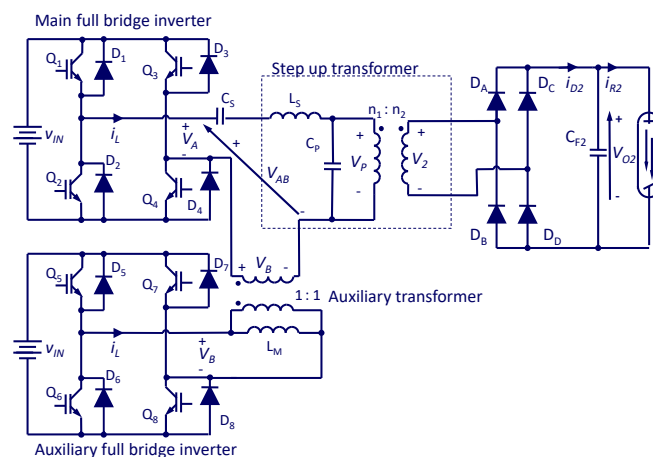 Main full bridge inverter
Q1
D1
Q3
D3
Step up transformer
CS
LS
n1 : n2
DA
DC
iD2
iR2
vIN
iL
+
VA
-
+
VAB
-
CP
+
VP
-
+
V2
-
CF2
+
VO2
-
Q2
D2
Q4
D4
DB
DD
+ VB -
Q5
D5
Q7
D7
1 : 1
Auxiliary transformer
vIN
iL
+
VB
-
LM
Q6
D6
Q8
D8
Auxiliary full bridge inverter